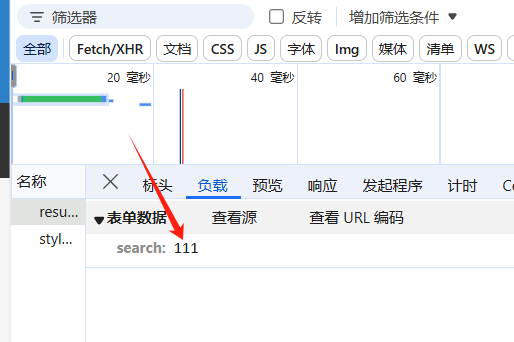 筛选器 反转 增加筛选条件
全部 Fetch/XHR 文档 CSS JS 字体 Img 媒体 清单 WS
20 毫秒 40 毫秒 60 毫秒
名称 标头 负载 预览 响应 发起程序 计时
resu... 表单数据 查看源 查看 URL 编码
styl... search: 111